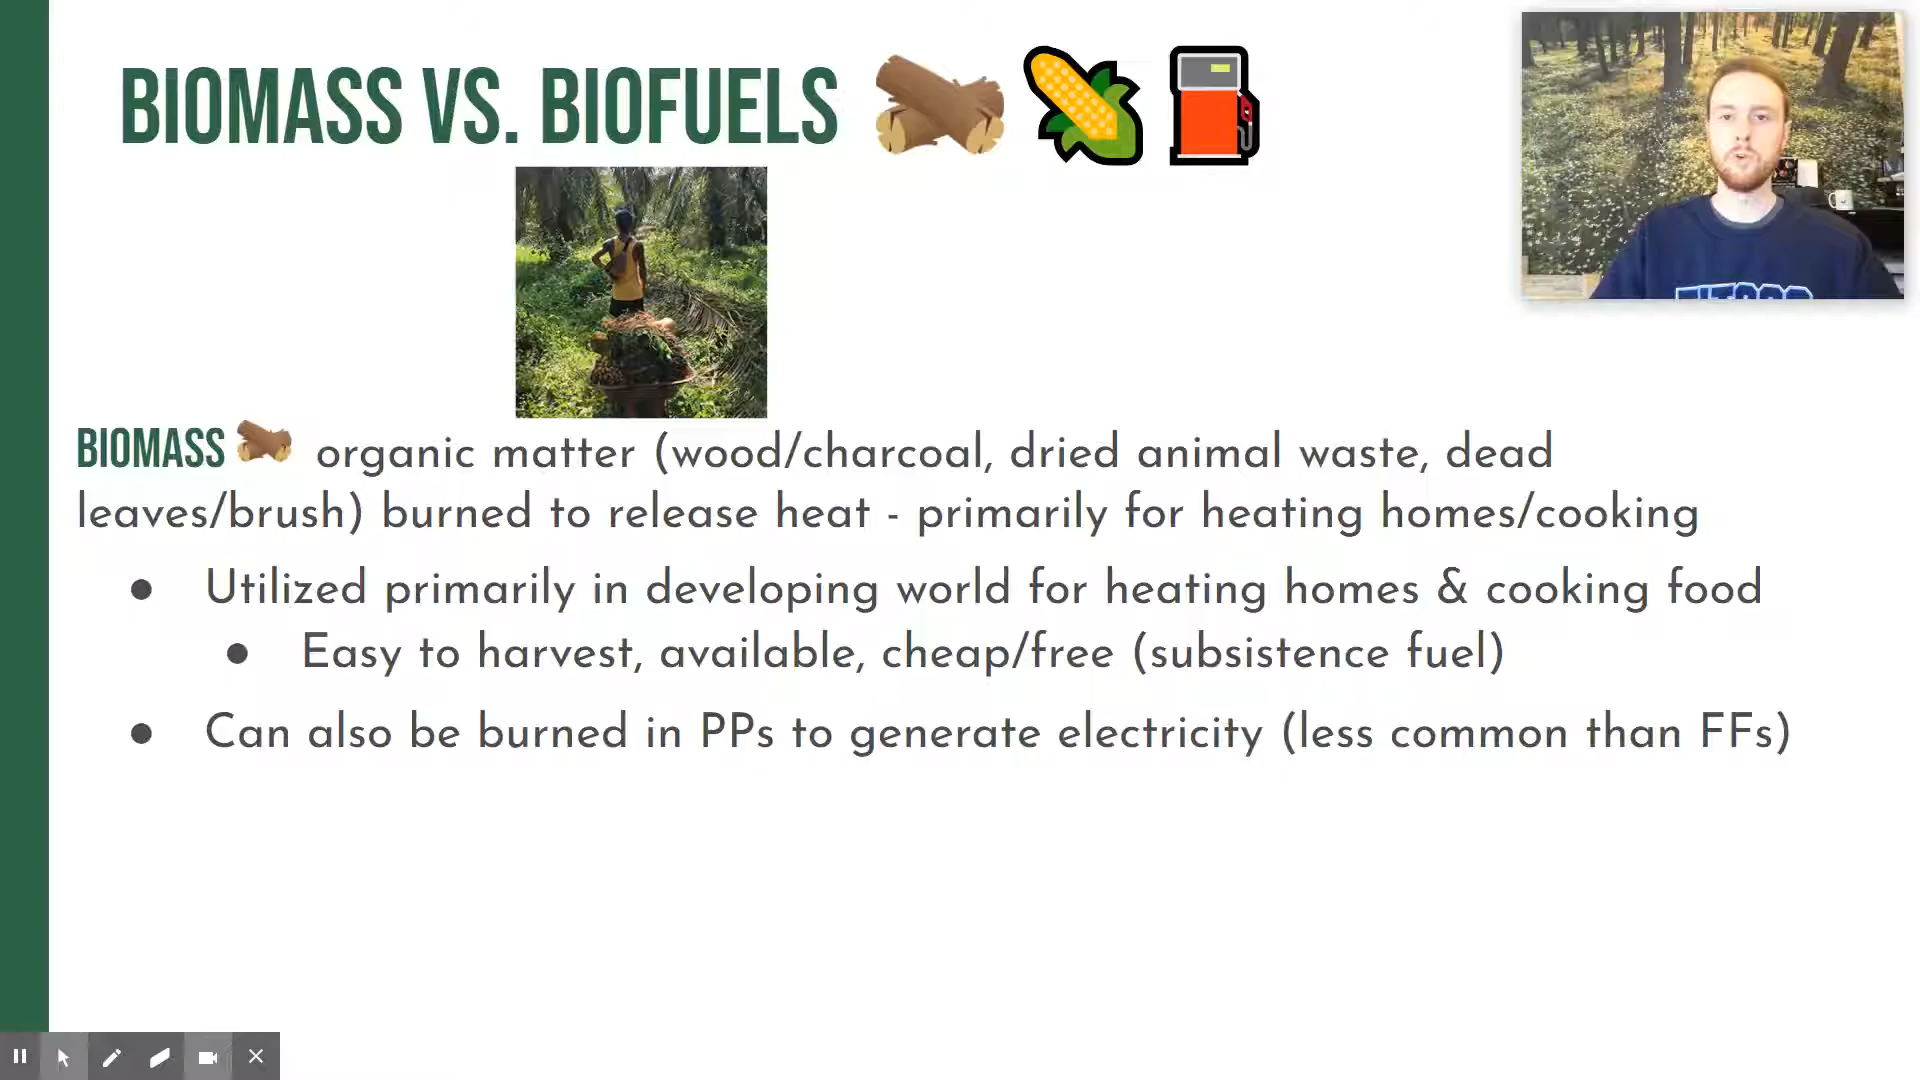 BIOMASS VS. BIOFUELS
BIOMASS organic matter (wood/charcoal, dried animal waste, dead
leaves/brush) burned to release heat - primarily for heating homes/cooking
● Utilized primarily in developing world for heating homes & cooking food
● Easy to harvest, available, cheap/free (subsistence fuel)
● Can also be burned in PPs to generate electricity (less common than FFs)